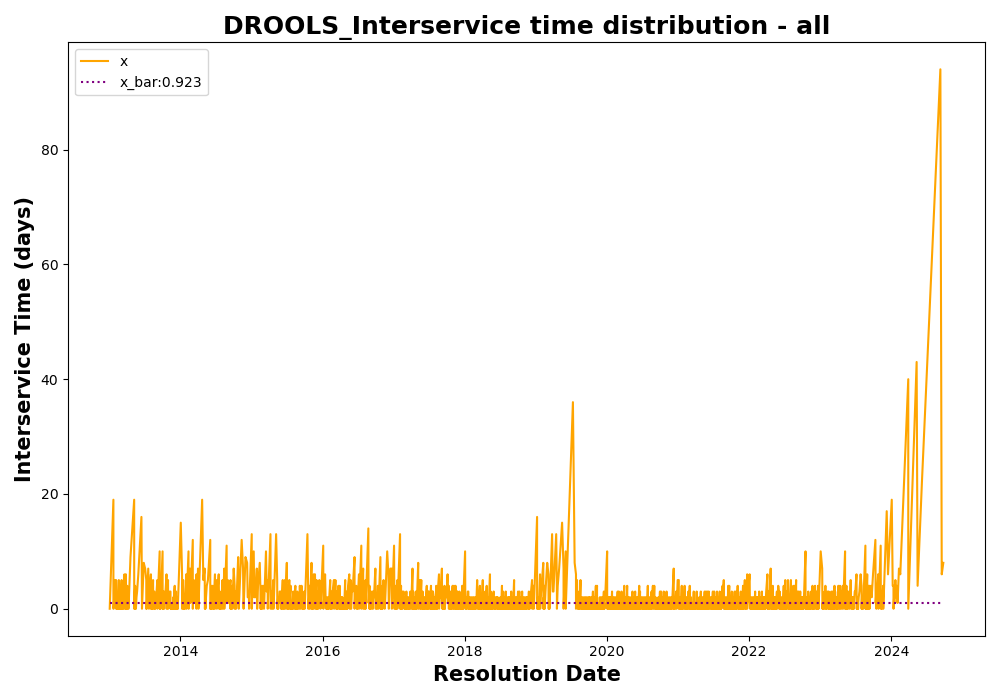 DROOLS_Interservice time distribution - all
x
x_bar:0.923
Interservice Time (days)
80
60
40
20
0
2014
2016
2018
2020
2022
2024
Resolution Date